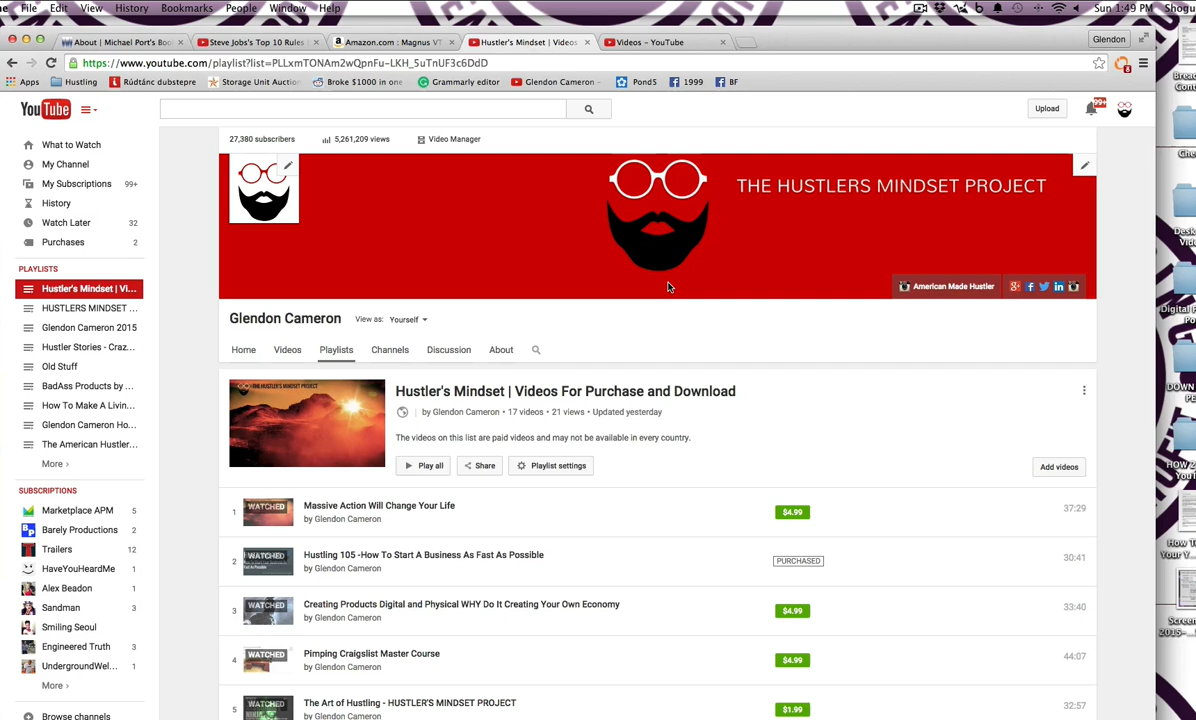 File Edit View History Bookmarks People Window Help
Sun 1:49 PM Shogu
About | Michael Port's Boo
Steve Jobs's Top 10 Rules
Amazon.com : Magnus VT
Hustler's Mindset | Videos
Videos - YouTube
Glendon
https://www.youtube.com/playlist?list=PLLxmTONAm2wQpnFu-LKH_5uTnUF3c6DdD
Apps Hustling Rúdtánc dubstepre Storage Unit Auction Broke $1000 in one Grammarly editor Glendon Cameron Pond5 1999 BF
YouTube
Upload
99+
27,380 subscribers 5,261,209 views Video Manager
THE HUSTLERS MINDSET PROJECT
American Made Hustler
Glendon Cameron View as: Yourself
Home Videos Playlists Channels Discussion About
What to Watch
My Channel
My Subscriptions 99+
History
Watch Later 32
Purchases 2
PLAYLISTS
Hustler's Mindset | Vi...
HUSTLERS MINDSET ...
Glendon Cameron 2015
Hustler Stories - Craz...
Old Stuff
BadAss Products by ...
How To Make A Livin...
Glendon Cameron Ho...
The American Hustler...
More ›
SUBSCRIPTIONS
Marketplace APM 5
Barely Productions 2
Trailers 12
HaveYouHeardMe 1
Alex Beadon 1
Sandman 3
Smiling Seoul
Engineered Truth 3
UndergroundWel... 1
More ›
Browse channels
THE HUSTLER'S MINDSET PROJECT
Hustler's Mindset | Videos For Purchase and Download
by Glendon Cameron • 17 videos • 21 views • Updated yesterday
The videos on this list are paid videos and may not be available in every country.
Play all Share Playlist settings
Add videos
1 WATCHED Massive Action Will Change Your Life $4.99 37:29
by Glendon Cameron
2 WATCHED Hustling 105 -How To Start A Business As Fast As Possible PURCHASED 30:41
by Glendon Cameron
3 WATCHED Creating Products Digital and Physical WHY Do It Creating Your Own Economy $4.99 33:40
by Glendon Cameron
4 WATCHED Pimping Craigslist Master Course $4.99 44:07
by Glendon Cameron
5 WATCHED The Art of Hustling - HUSTLER'S MINDSET PROJECT $1.99 32:57
by Glendon Cameron